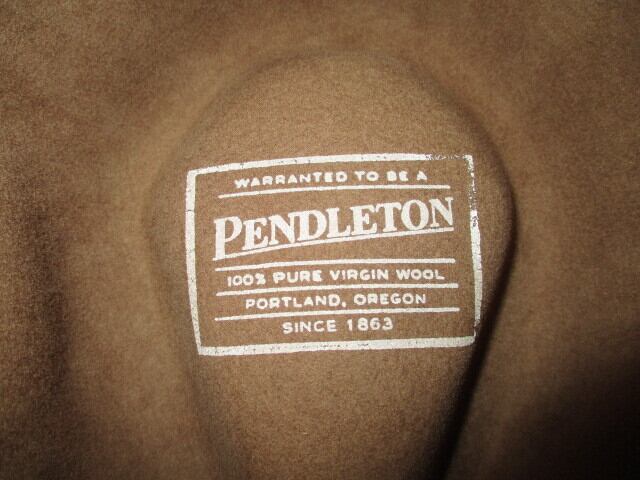 WARRANTED TO BE A
PENDLETON
100% PURE VIRGIN WOOL
PORTLAND, OREGON
SINCE 1863